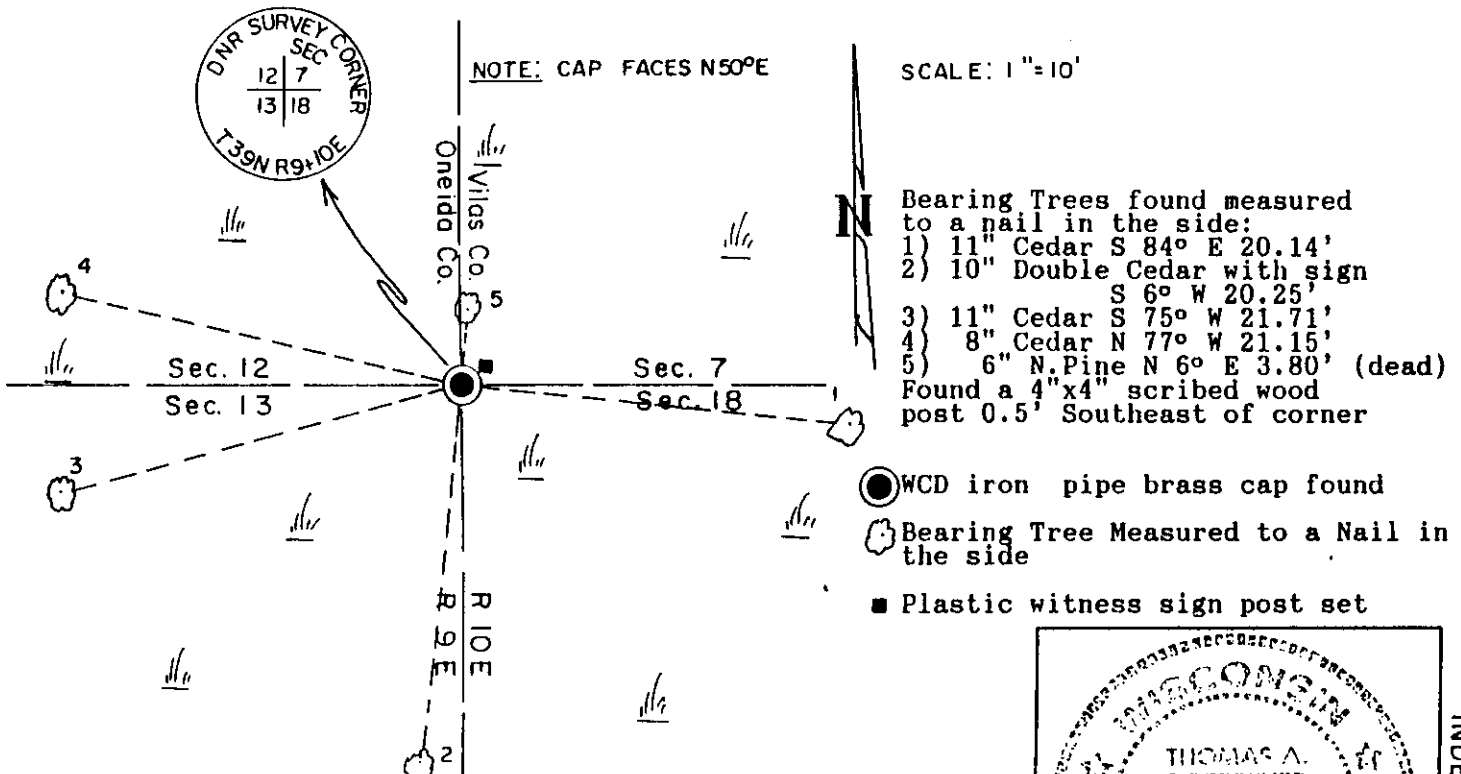 DNR SURVEY CORNER
SEC
12 7
13 18
T39N R9+10E
NOTE: CAP FACES N50°E
SCALE: 1"=10'
Oneida Co.
Vilas Co.
N
Bearing Trees found measured
to a nail in the side:
1) 11" Cedar S 84° E 20.14'
2) 10" Double Cedar with sign
S 6° W 20.25'
3) 11" Cedar S 75° W 21.71'
4) 8" Cedar N 77° W 21.15'
5) 6" N.Pine N 6° E 3.80' (dead)
Found a 4"x4" scribed wood
post 0.5' Southeast of corner
4
5
Sec. 12
Sec. 7
1
Sec. 13
Sec. 18
3
WCD iron pipe brass cap found
Bearing Tree Measured to a Nail in
the side
Plastic witness sign post set
R 9E
R 10E
2
WISCONSIN
THOMAS A.